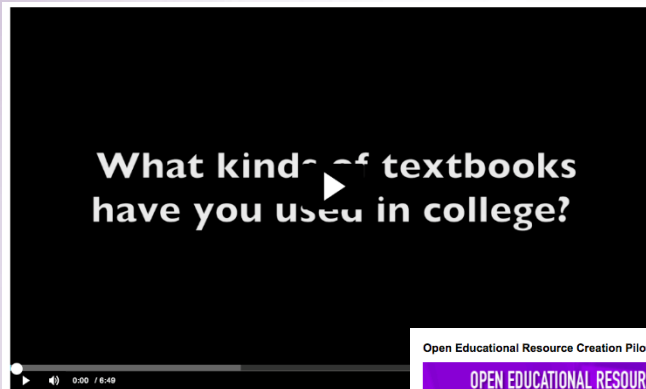 What kinds of textbooks
have you used in college?
0:00 / 6:49
Open Educational Resource Creation
OPEN EDUCATIONAL